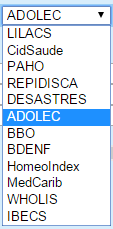 ADOLEC
LILACS
CidSaude
PAHO
REPIDISCA
DESASTRES
ADOLEC
BBO
BDENF
HomeoIndex
MedCarib
WHOLIS
IBECS